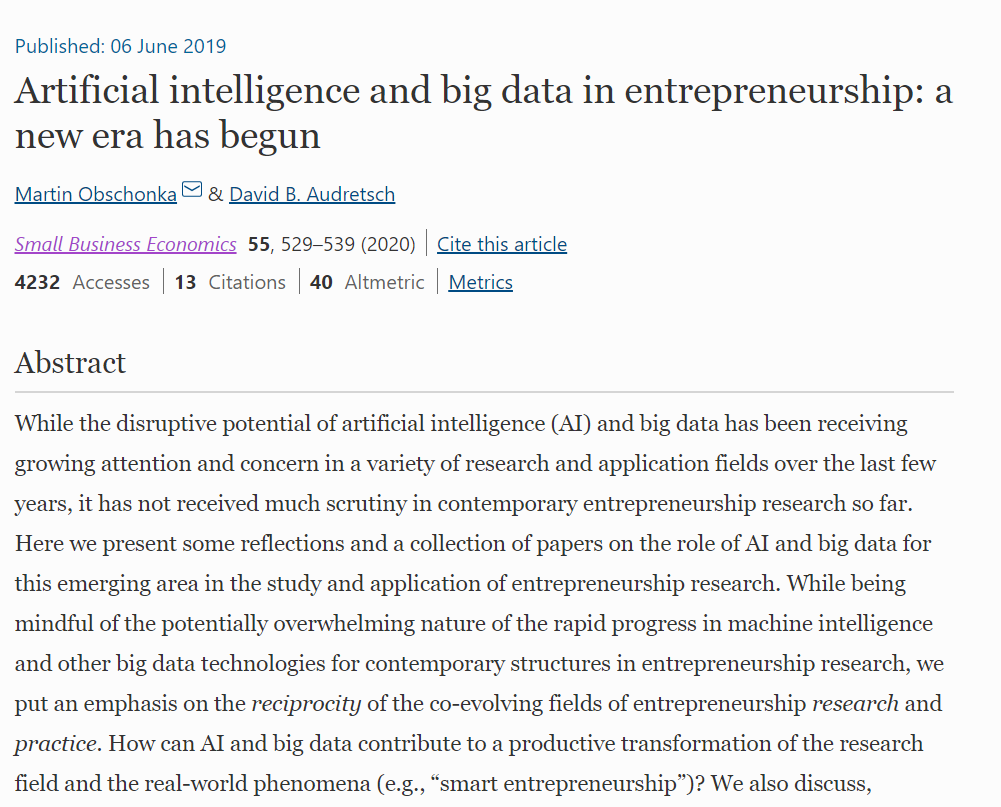 Published: 06 June 2019
Artificial intelligence and big data in entrepreneurship: a
new era has begun
Martin Obschonka & David B. Audretsch
Small Business Economics 55, 529–539 (2020) Cite this article
4232 Accesses 13 Citations 40 Altmetric Metrics
Abstract
While the disruptive potential of artificial intelligence (AI) and big data has been receiving
growing attention and concern in a variety of research and application fields over the last few
years, it has not received much scrutiny in contemporary entrepreneurship research so far.
Here we present some reflections and a collection of papers on the role of AI and big data for
this emerging area in the study and application of entrepreneurship research. While being
mindful of the potentially overwhelming nature of the rapid progress in machine intelligence
and other big data technologies for contemporary structures in entrepreneurship research, we
put an emphasis on the reciprocity of the co-evolving fields of entrepreneurship research and
practice. How can AI and big data contribute to a productive transformation of the research
field and the real-world phenomena (e.g., “smart entrepreneurship”)? We also discuss,